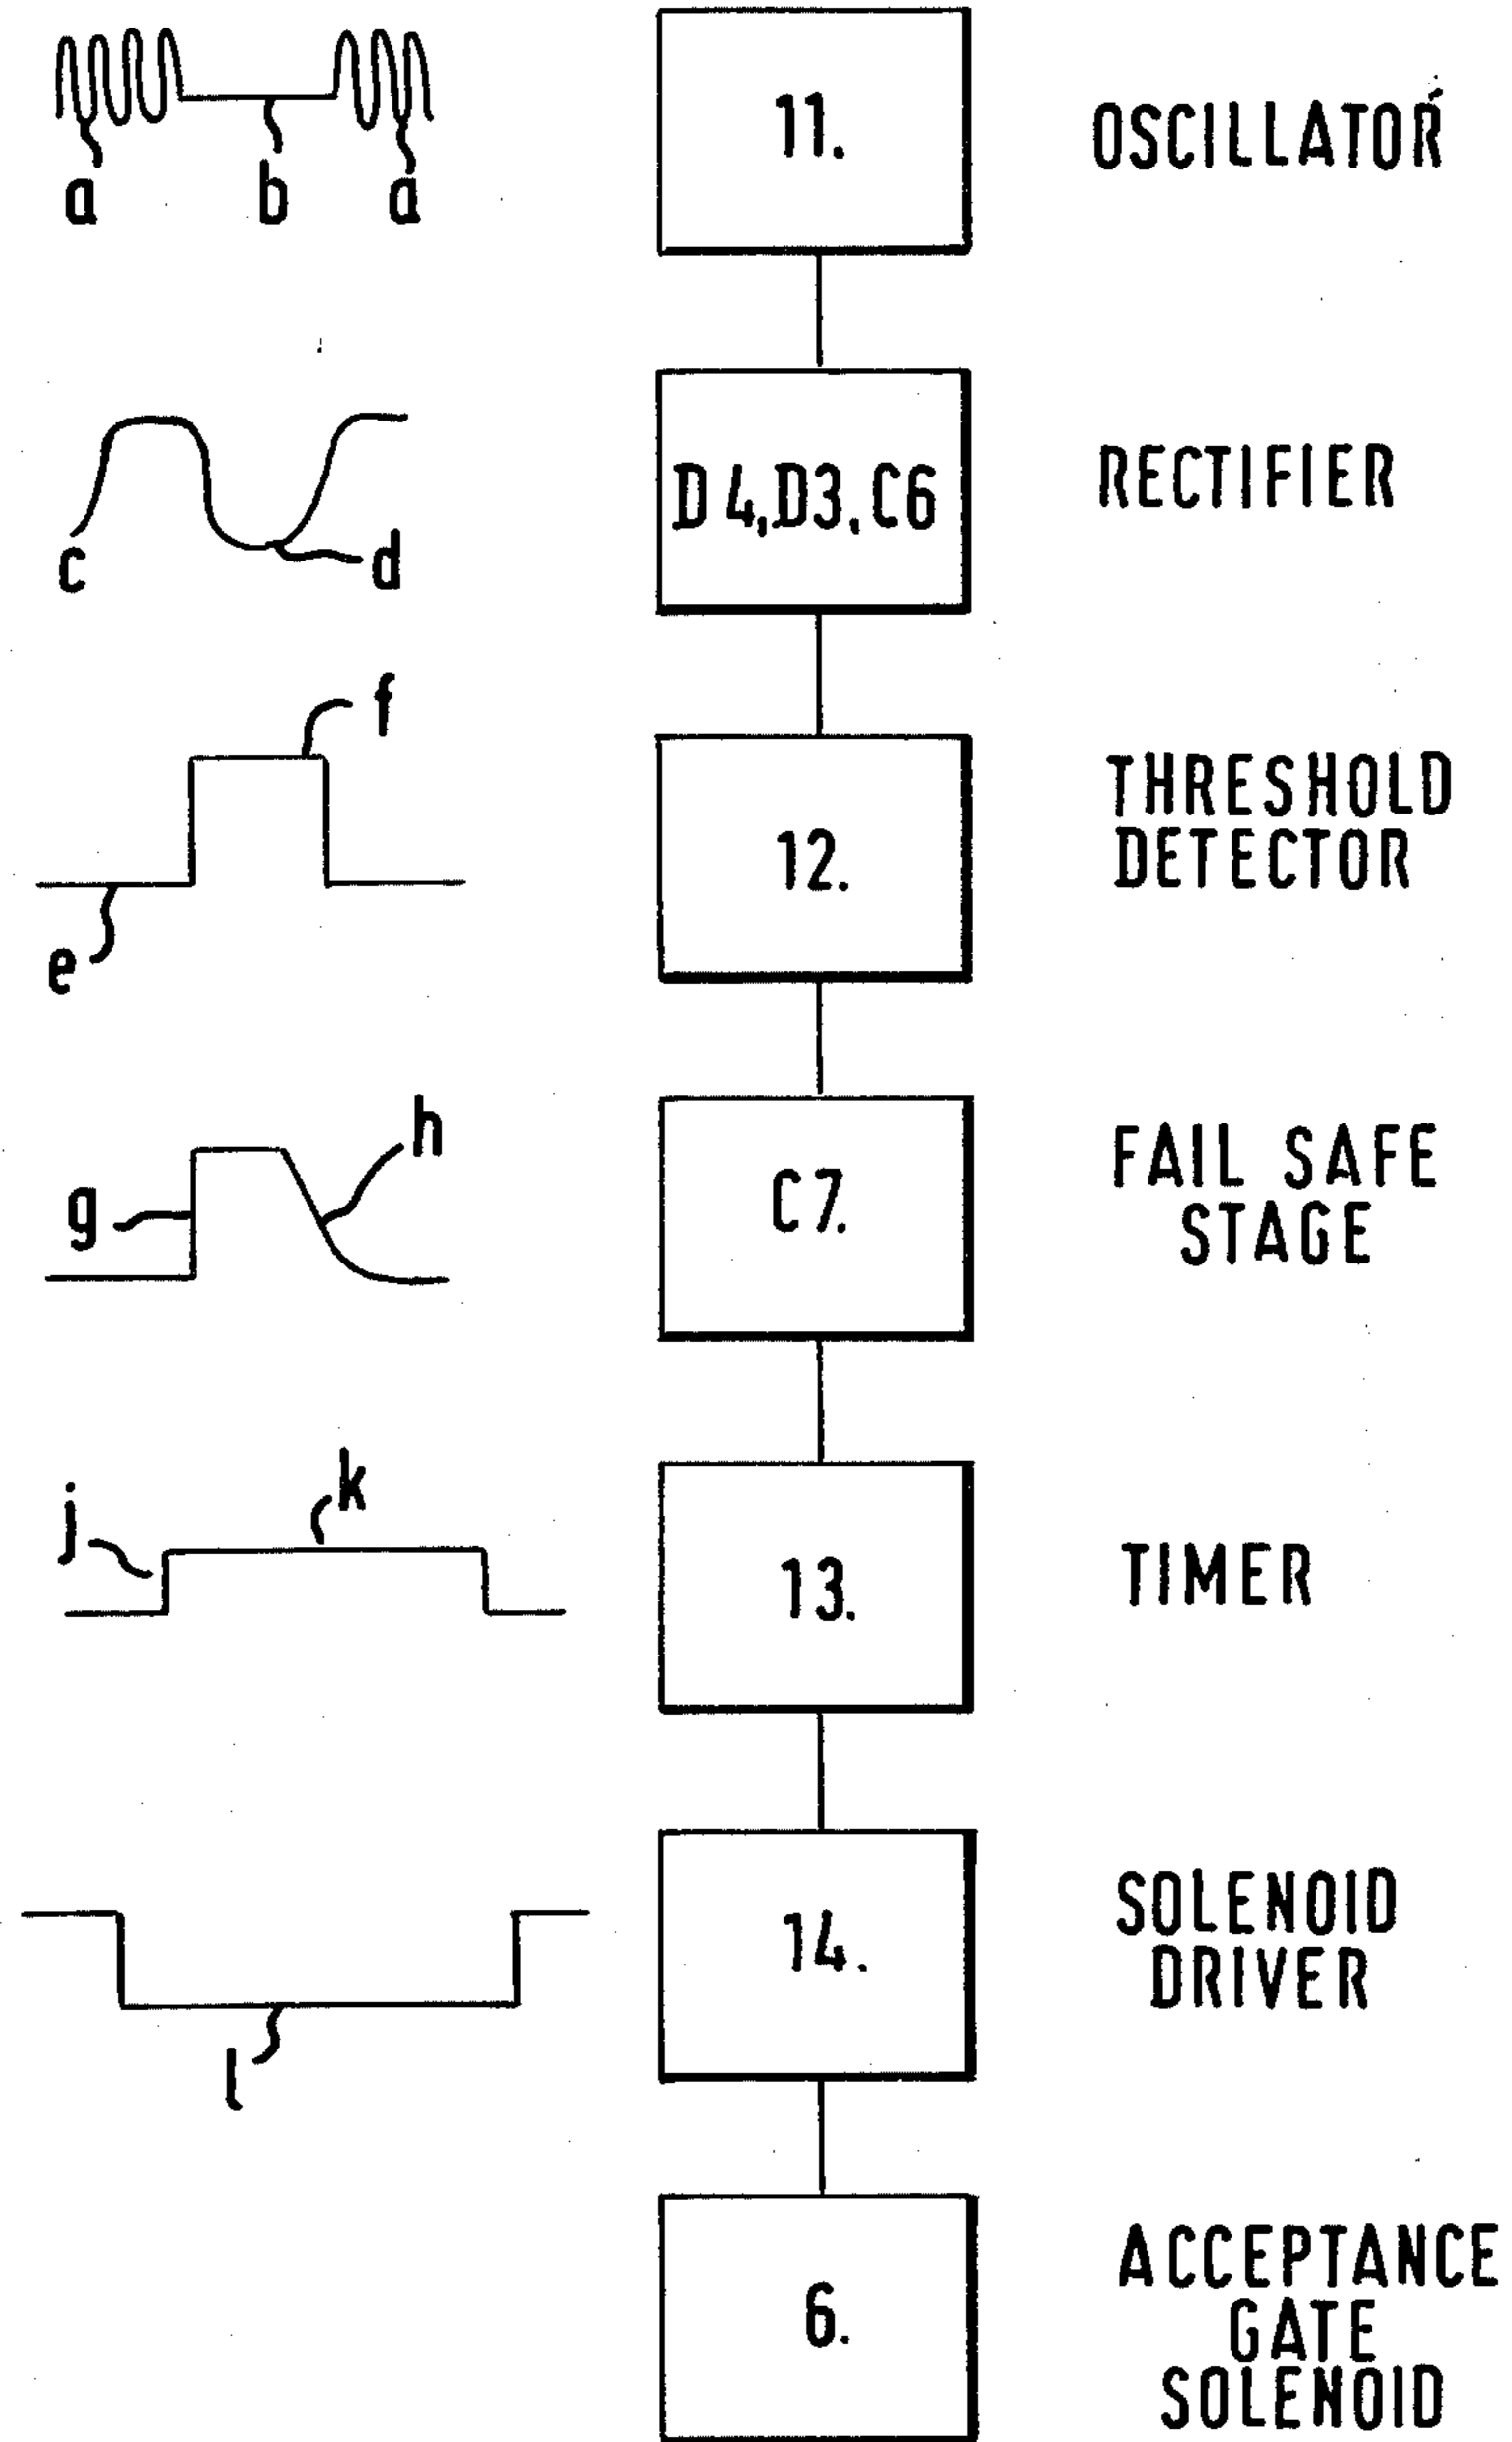 a b a
11.
OSCILLATOR
c d
D4,D3,C6
RECTIFIER
f
e
12.
THRESHOLD
DETECTOR
g h
C7.
FAIL SAFE
STAGE
j k
13.
TIMER
l
14.
SOLENOID
DRIVER
6.
ACCEPTANCE
GATE
SOLENOID